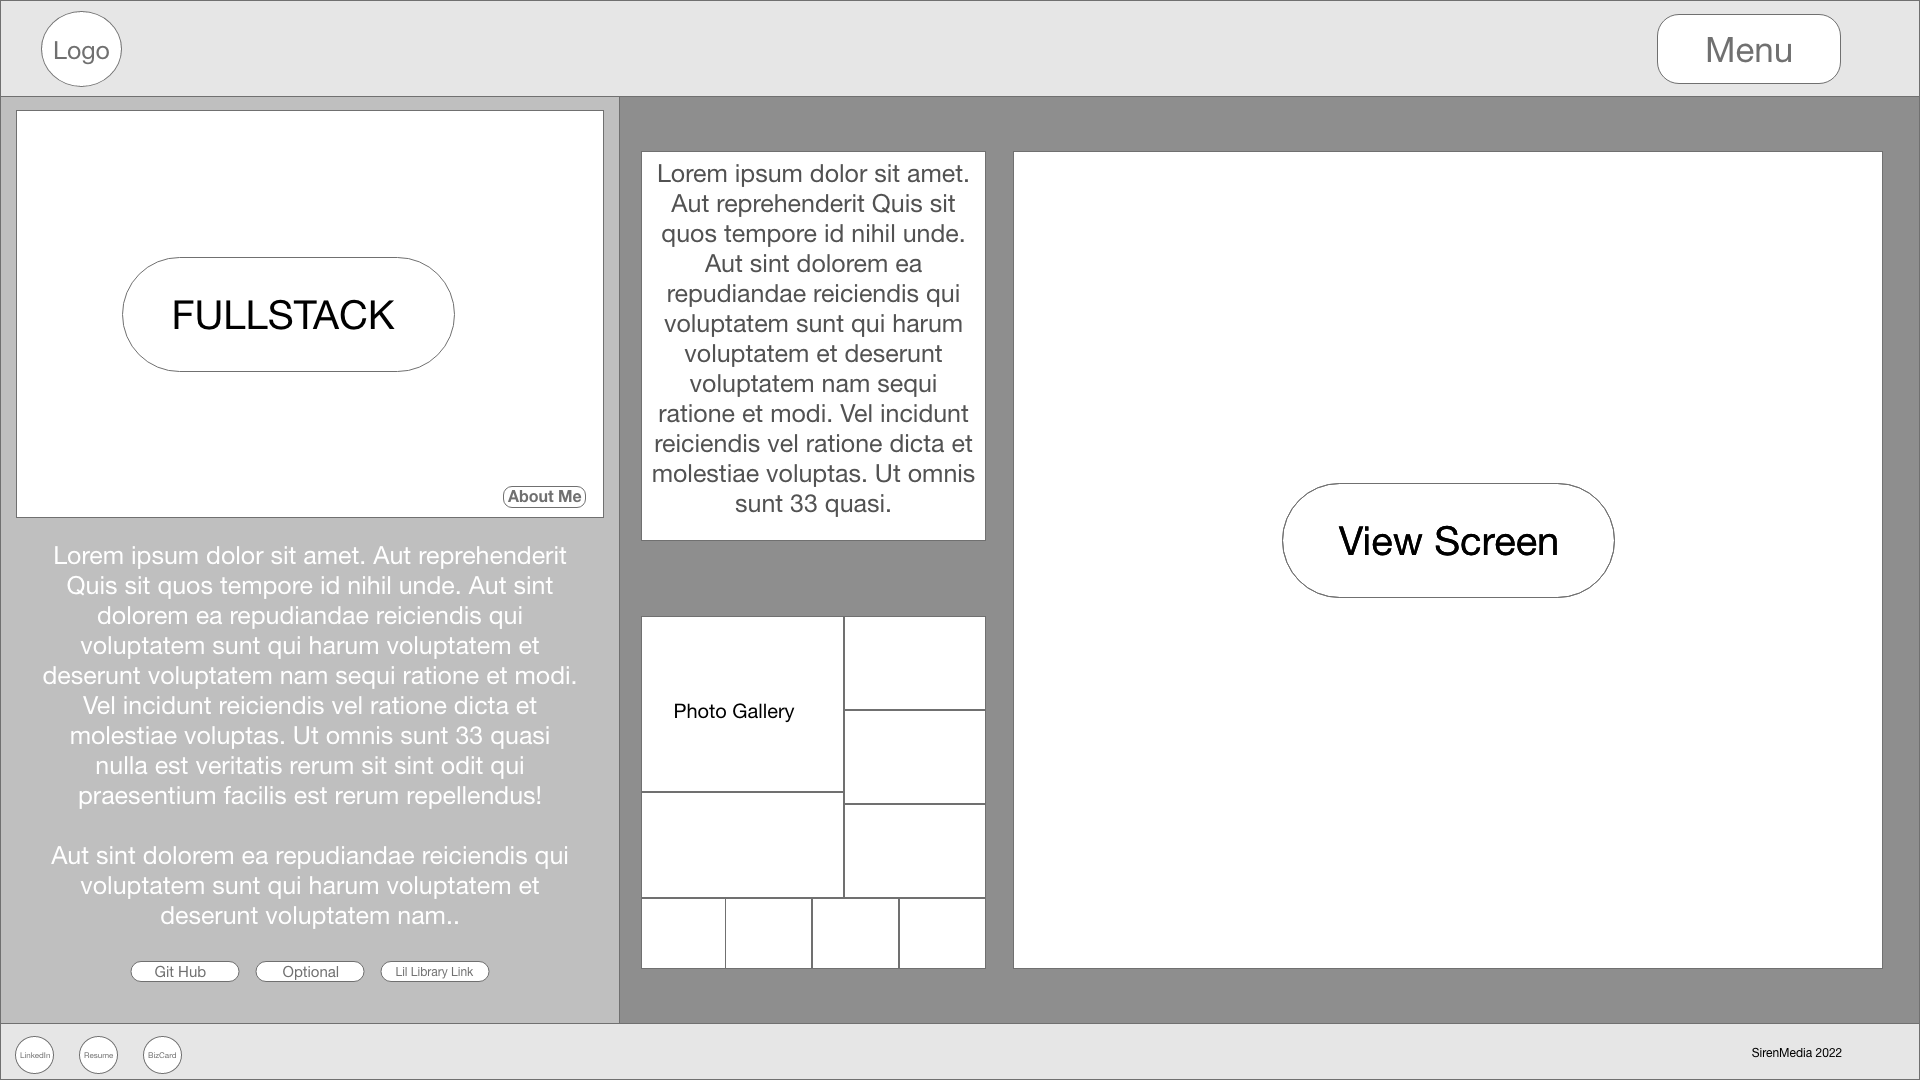 Logo
Menu
FULLSTACK
About Me
Lorem ipsum dolor sit amet. Aut reprehenderit
Quis sit quos tempore id nihil unde. Aut sint
dolorem ea repudiandae reiciendis qui
voluptatem sunt qui harum voluptatem et
deserunt voluptatem nam sequi ratione et modi.
Vel incidunt reiciendis vel ratione dicta et
molestiae voluptas. Ut omnis sunt 33 quasi
nulla est veritatis rerum sit sint odit qui
praesentium facilis est rerum repellendus!
Aut sint dolorem ea repudiandae reiciendis qui
voluptatem sunt qui harum voluptatem et
deserunt voluptatem nam..
Git Hub
Optional
Lil Library Link
Lorem ipsum dolor sit amet.
Aut reprehenderit Quis sit
quos tempore id nihil unde.
Aut sint dolorem ea
repudiandae reiciendis qui
voluptatem sunt qui harum
voluptatem et deserunt
voluptatem nam sequi
ratione et modi. Vel incidunt
reiciendis vel ratione dicta et
molestiae voluptas. Ut omnis
sunt 33 quasi.
Photo Gallery
View Screen
LinkedIn
Resume
BizCard
SirenMedia 2022